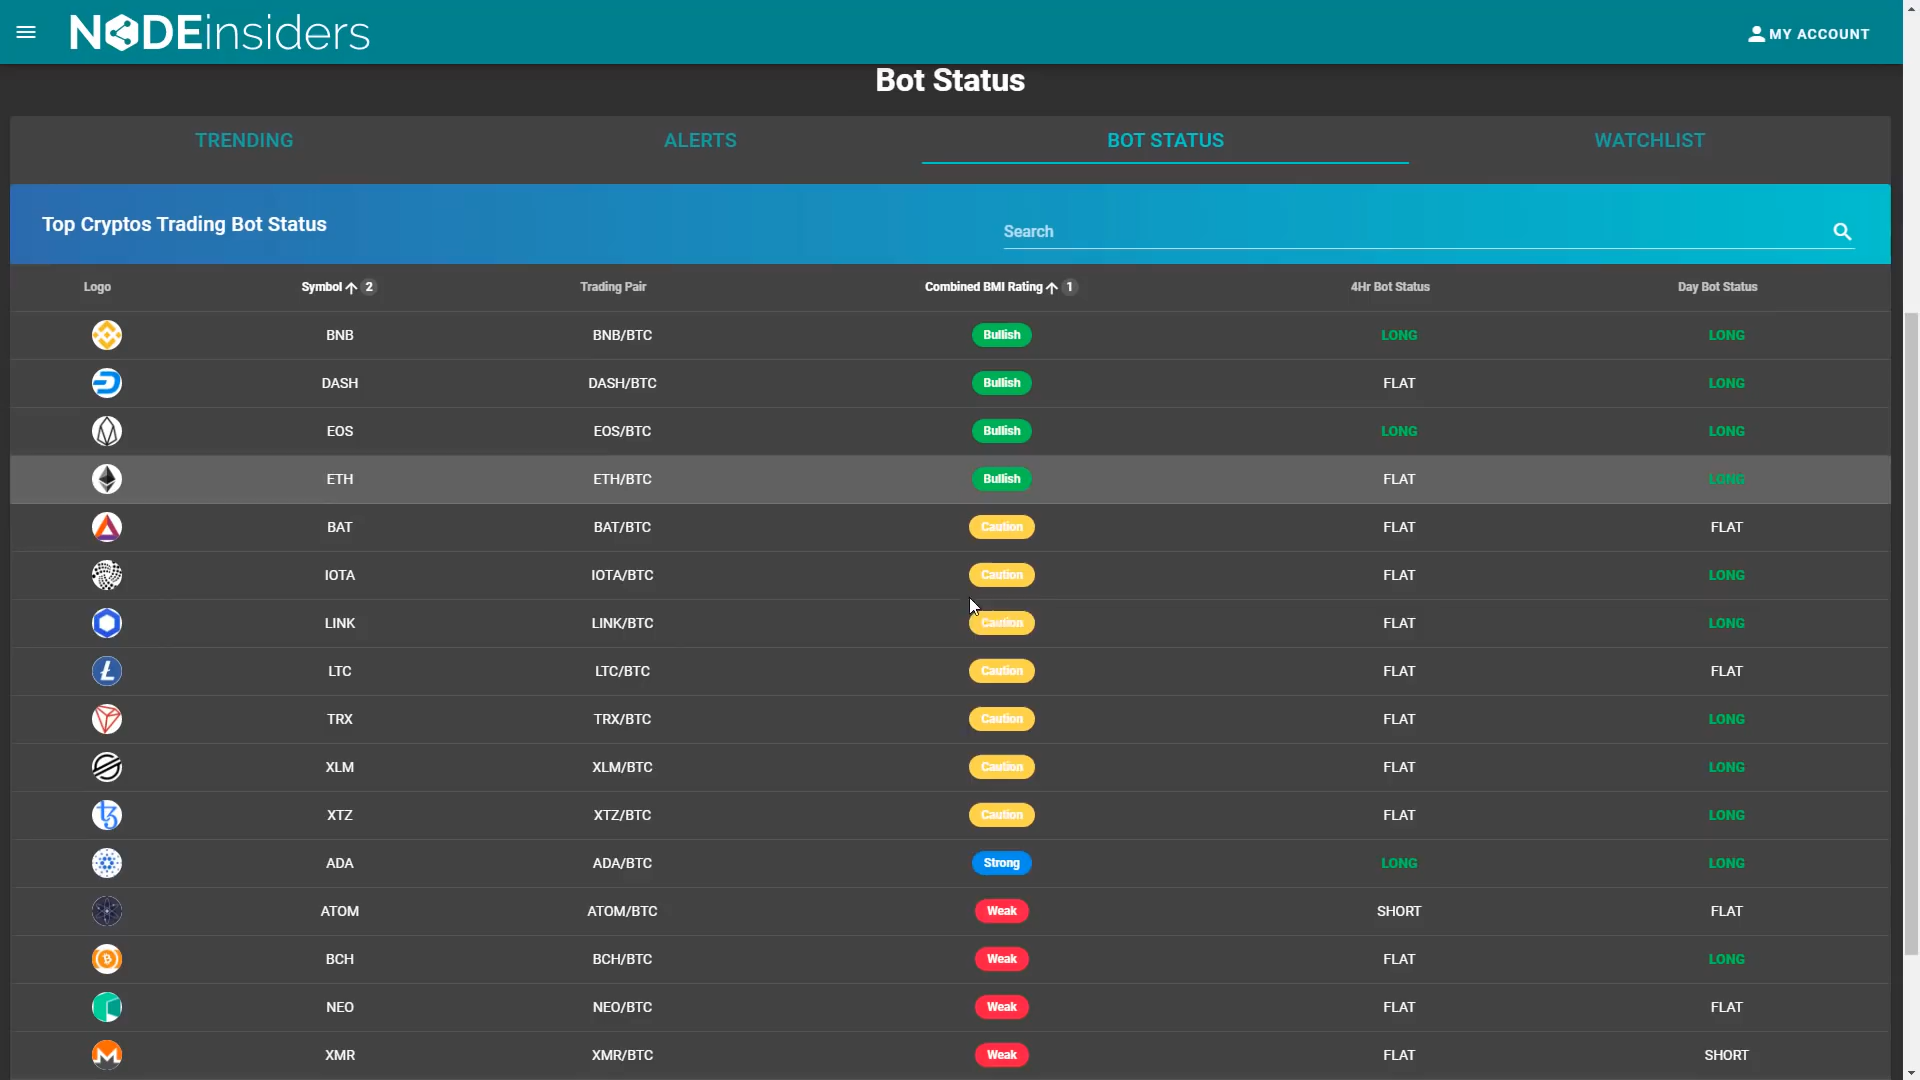 NODEinsiders
MY ACCOUNT
Bot Status
TRENDING ALERTS BOT STATUS WATCHLIST
Top Cryptos Trading Bot Status
Search
Logo Symbol 2 Trading Pair Combined BMI Rating 1 4Hr Bot Status Day Bot Status
BNB BNB/BTC Bullish LONG LONG
DASH DASH/BTC Bullish FLAT LONG
EOS EOS/BTC Bullish LONG LONG
ETH ETH/BTC Bullish FLAT LONG
BAT BAT/BTC Caution FLAT FLAT
IOTA IOTA/BTC Caution FLAT LONG
LINK LINK/BTC Caution FLAT LONG
LTC LTC/BTC Caution FLAT FLAT
TRX TRX/BTC Caution FLAT LONG
XLM XLM/BTC Caution FLAT LONG
XTZ XTZ/BTC Caution FLAT LONG
ADA ADA/BTC Strong LONG LONG
ATOM ATOM/BTC Weak SHORT FLAT
BCH BCH/BTC Weak FLAT LONG
NEO NEO/BTC Weak FLAT FLAT
XMR XMR/BTC Weak FLAT SHORT